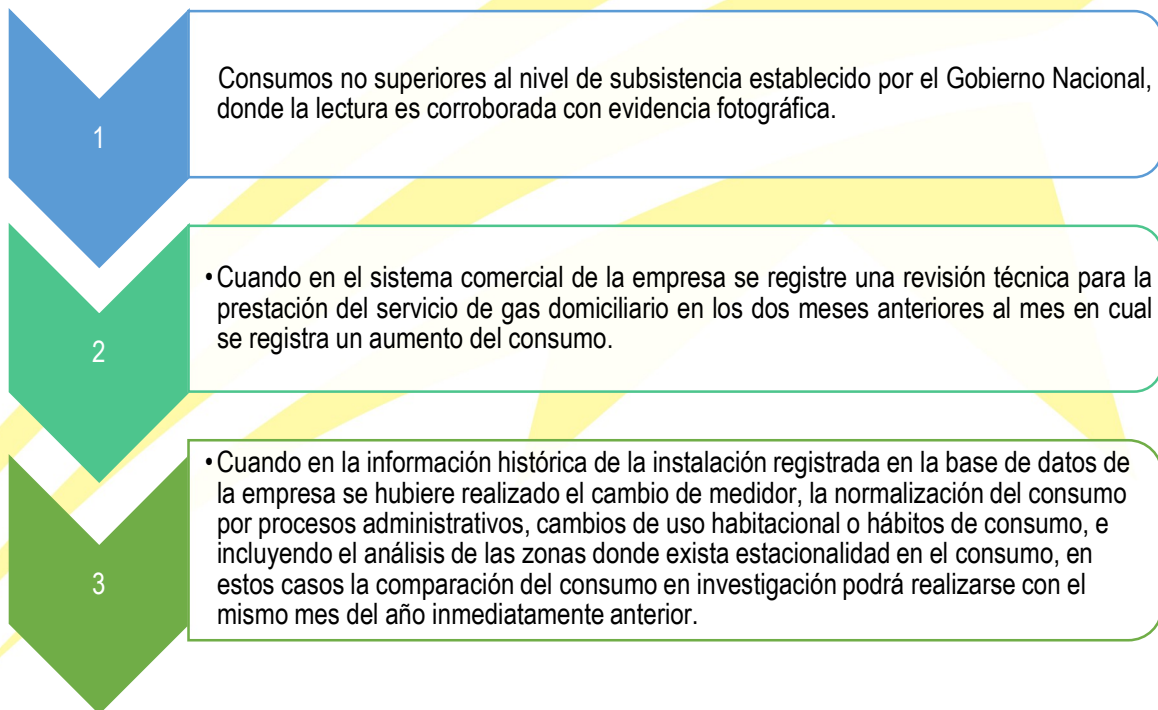 1
Consumos no superiores al nivel de subsistencia establecido por el Gobierno Nacional,
donde la lectura es corroborada con evidencia fotográfica.
2
•Cuando en el sistema comercial de la empresa se registre una revisión técnica para la
prestación del servicio de gas domiciliario en los dos meses anteriores al mes en cual
se registra un aumento del consumo.
3
•Cuando en la información histórica de la instalación registrada en la base de datos de
la empresa se hubiere realizado el cambio de medidor, la normalización del consumo
por procesos administrativos, cambios de uso habitacional o hábitos de consumo, e
incluyendo el análisis de las zonas donde exista estacionalidad en el consumo, en
estos casos la comparación del consumo en investigación podrá realizarse con el
mismo mes del año inmediatamente anterior.